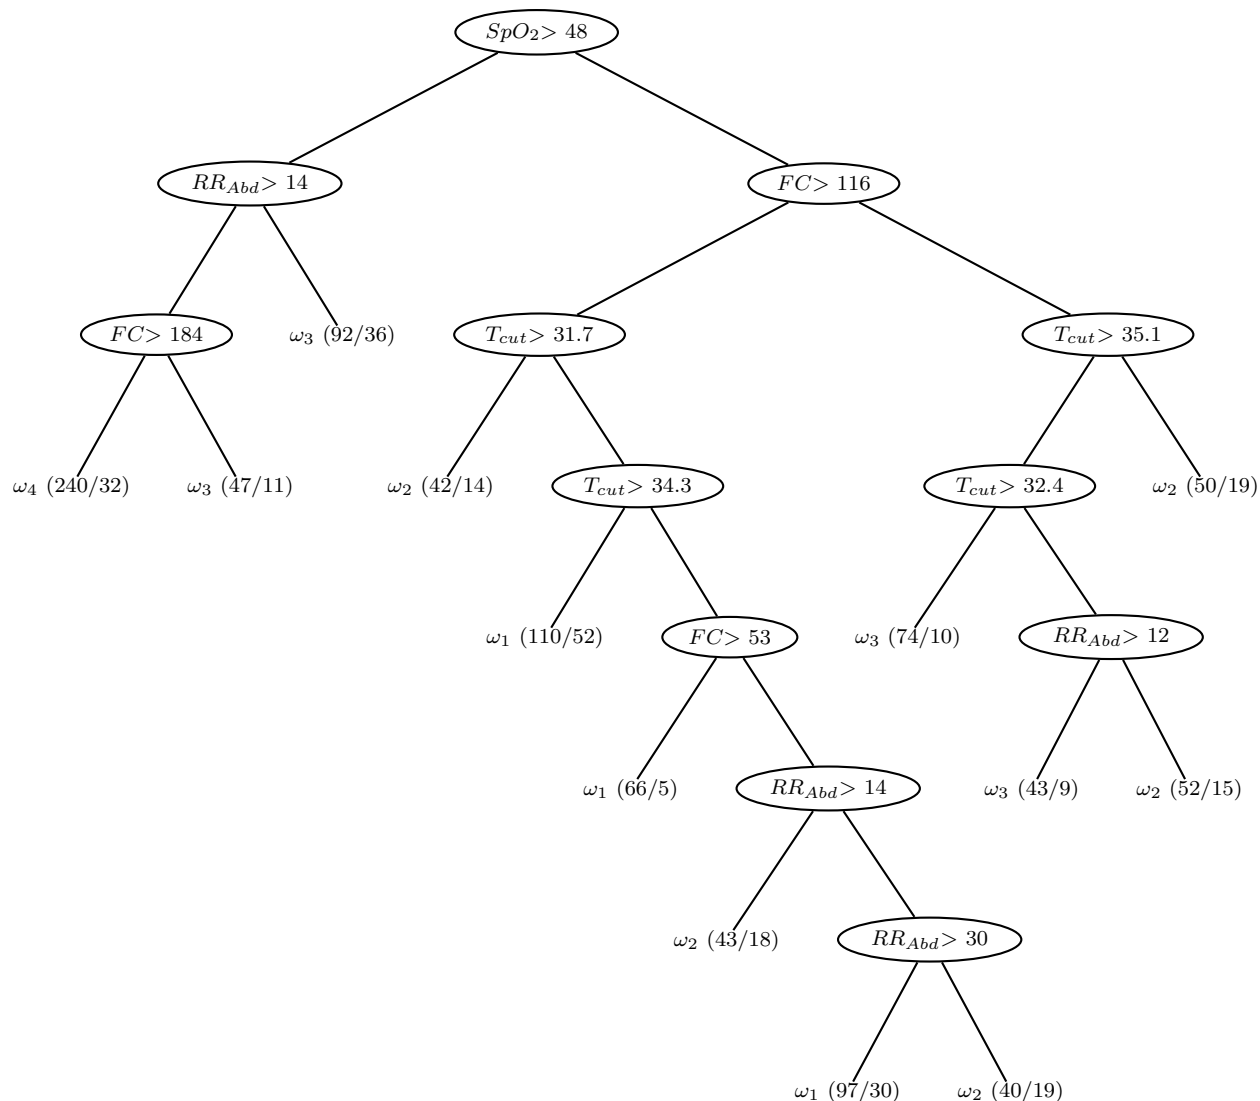 SpO₂> 48
RR_Abd> 14
FC> 116
FC> 184
ω₃ (92/36)
T_cut> 31.7
T_cut> 35.1
ω₄ (240/32)
ω₃ (47/11)
ω₂ (42/14)
T_cut> 34.3
T_cut> 32.4
ω₂ (50/19)
ω₁ (110/52)
FC> 53
ω₃ (74/10)
RR_Abd> 12
ω₁ (66/5)
RR_Abd> 14
ω₃ (43/9)
ω₂ (52/15)
ω₂ (43/18)
RR_Abd> 30
ω₁ (97/30)
ω₂ (40/19)